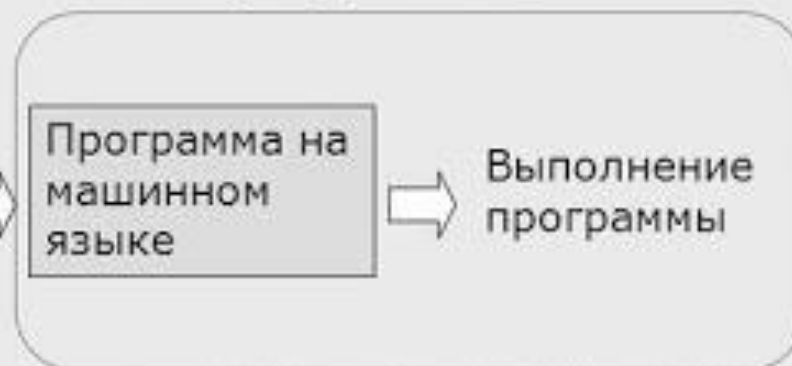 Программа на
машинном
языке
Выполнение
программы